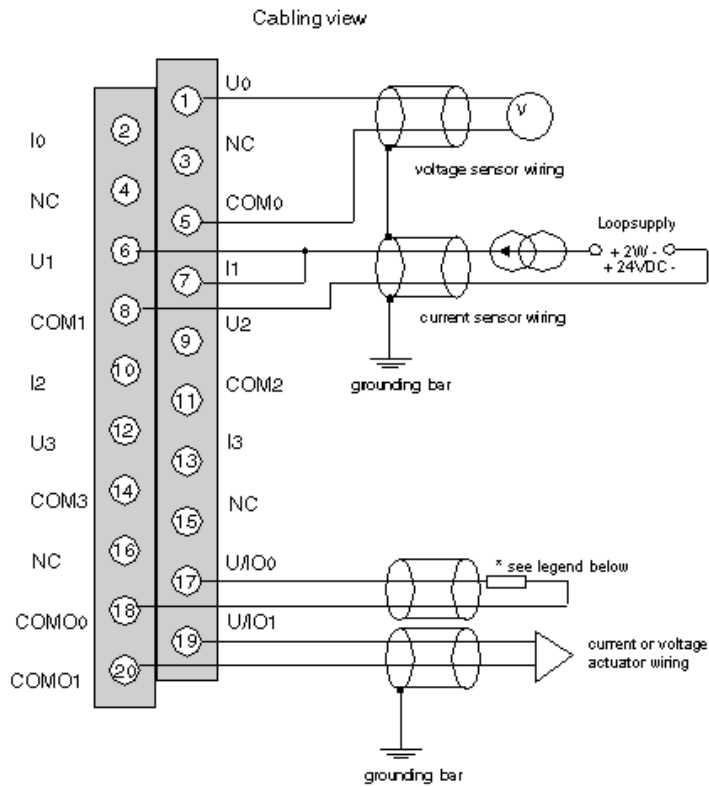 Cabling view
U0
1
2
I0
NC
3
4
NC
COM0
5
6
U1
I1
7
8
COM1
U2
9
10
I2
COM2
11
12
U3
I3
13
14
COM3
NC
15
16
NC
U/IO0
17
18
COMO0
U/IO1
19
20
COMO1
V
voltage sensor wiring
Loopsupply
+ 2W -
+ 24VDC -
current sensor wiring
grounding bar
* see legend below
current or voltage
actuator wiring
grounding bar